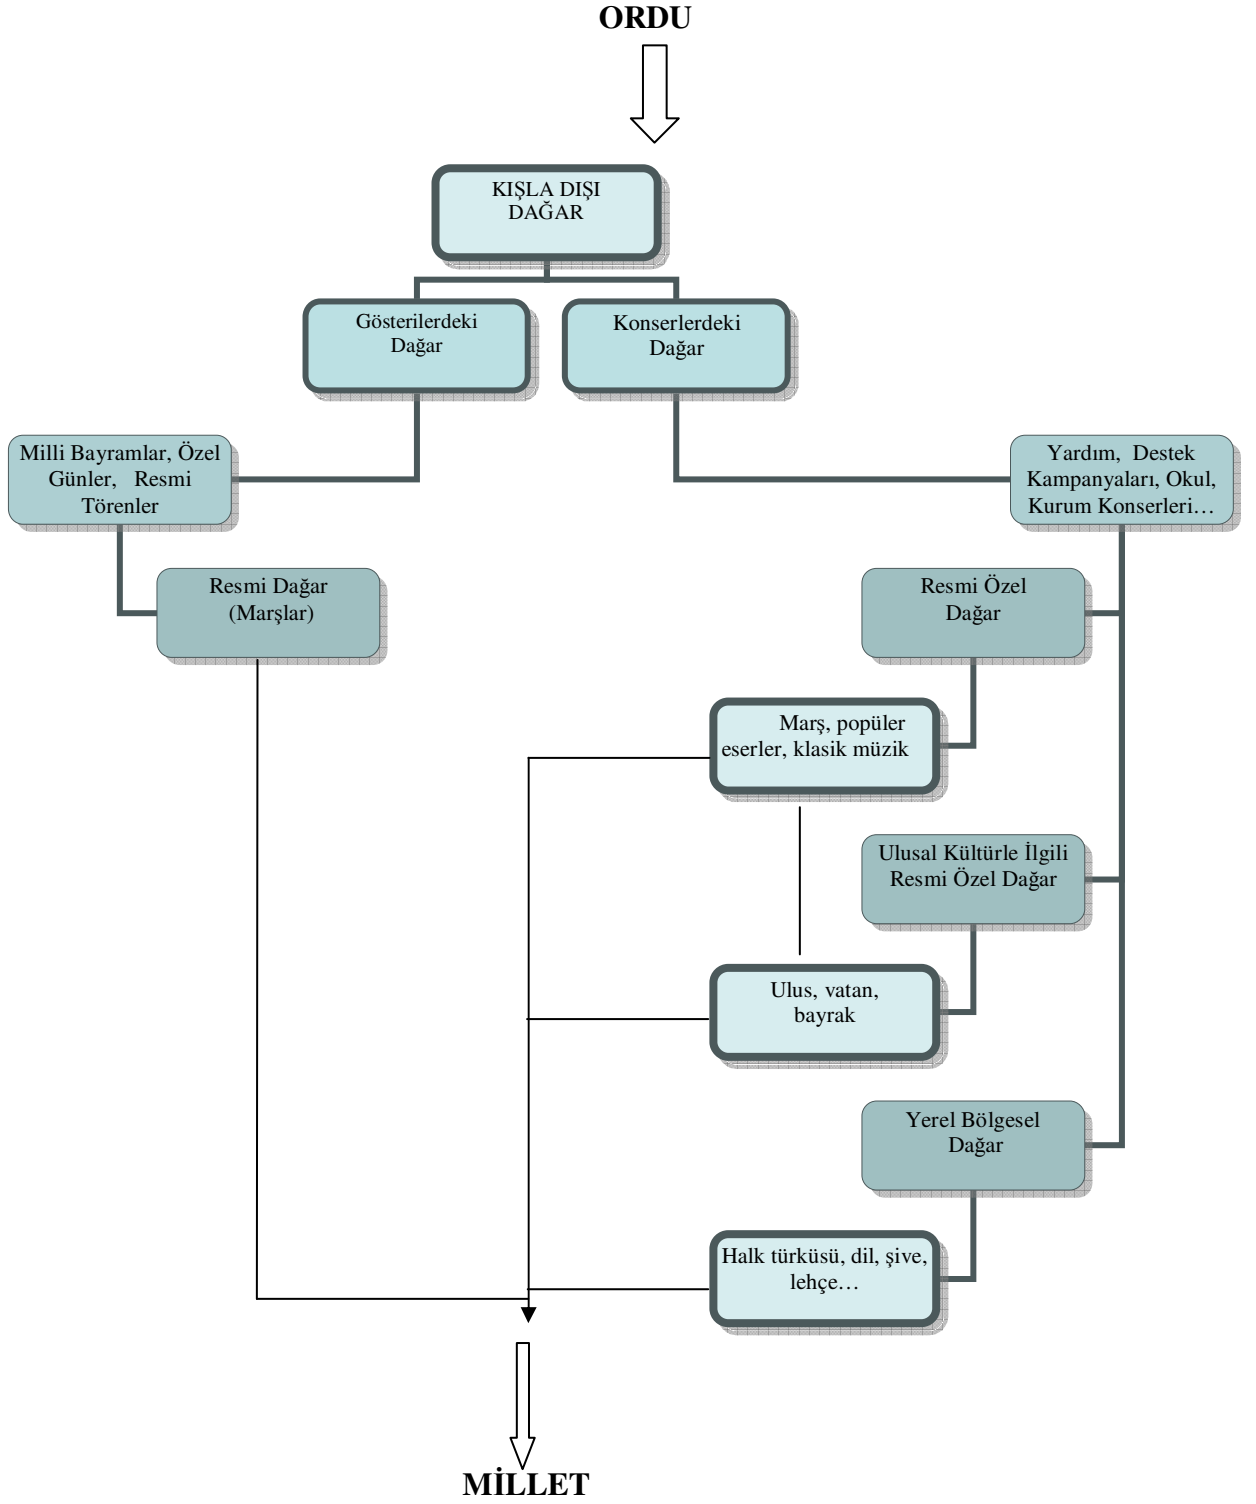 ORDU
KIŞLA DIŞI
DAĞAR
Gösterilerdeki
Dağar
Konserlerdeki
Dağar
Milli Bayramlar, Özel
Günler, Resmi
Törenler
Yardım, Destek
Kampanyaları, Okul,
Kurum Konserleri…
Resmi Dağar
(Marşlar)
Resmi Özel
Dağar
Marş, popüler
eserler, klasik müzik
Ulusal Kültürle İlgili
Resmi Özel Dağar
Ulus, vatan,
bayrak
Yerel Bölgesel
Dağar
Halk türküsü, dil, şive,
lehçe…
MİLLET